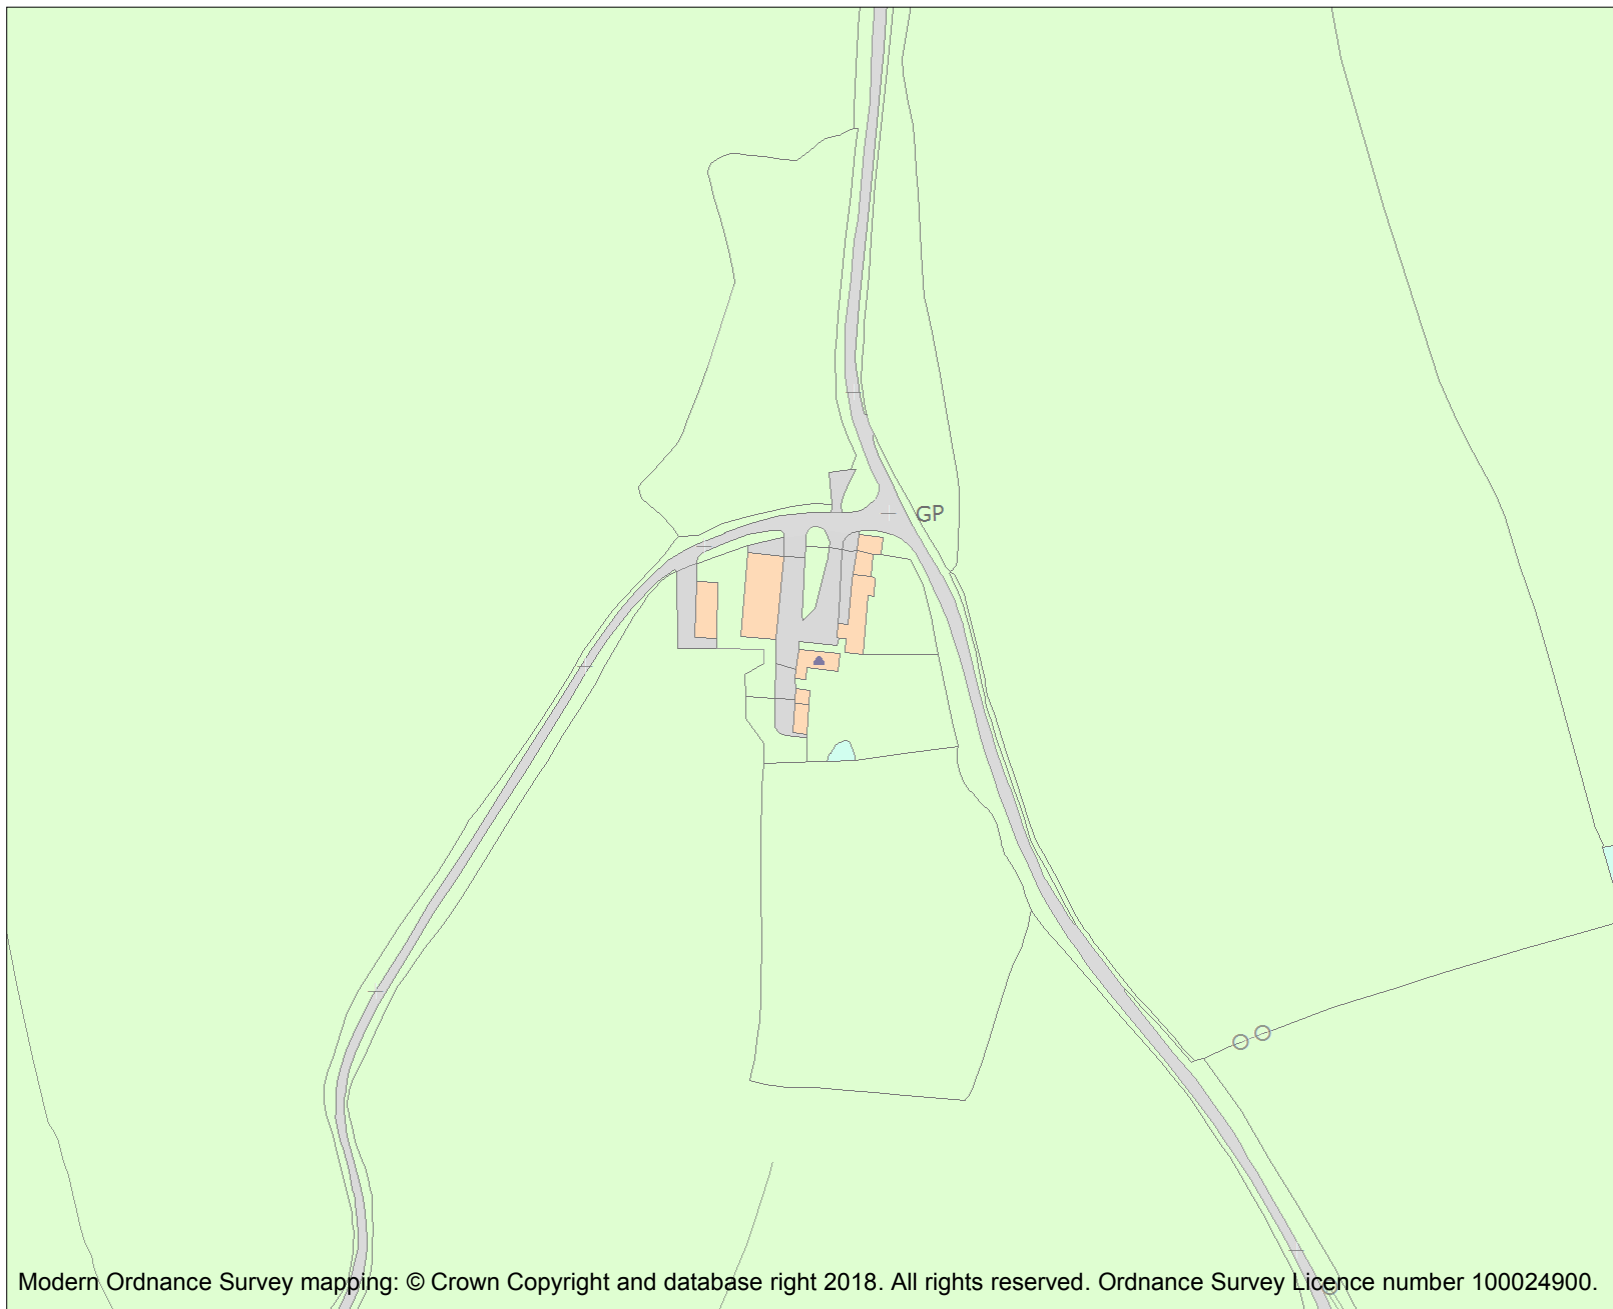 GP
Modern Ordnance Survey mapping: © Crown Copyright and database right 2018. All rights reserved. Ordnance Survey Licence number 100024900.